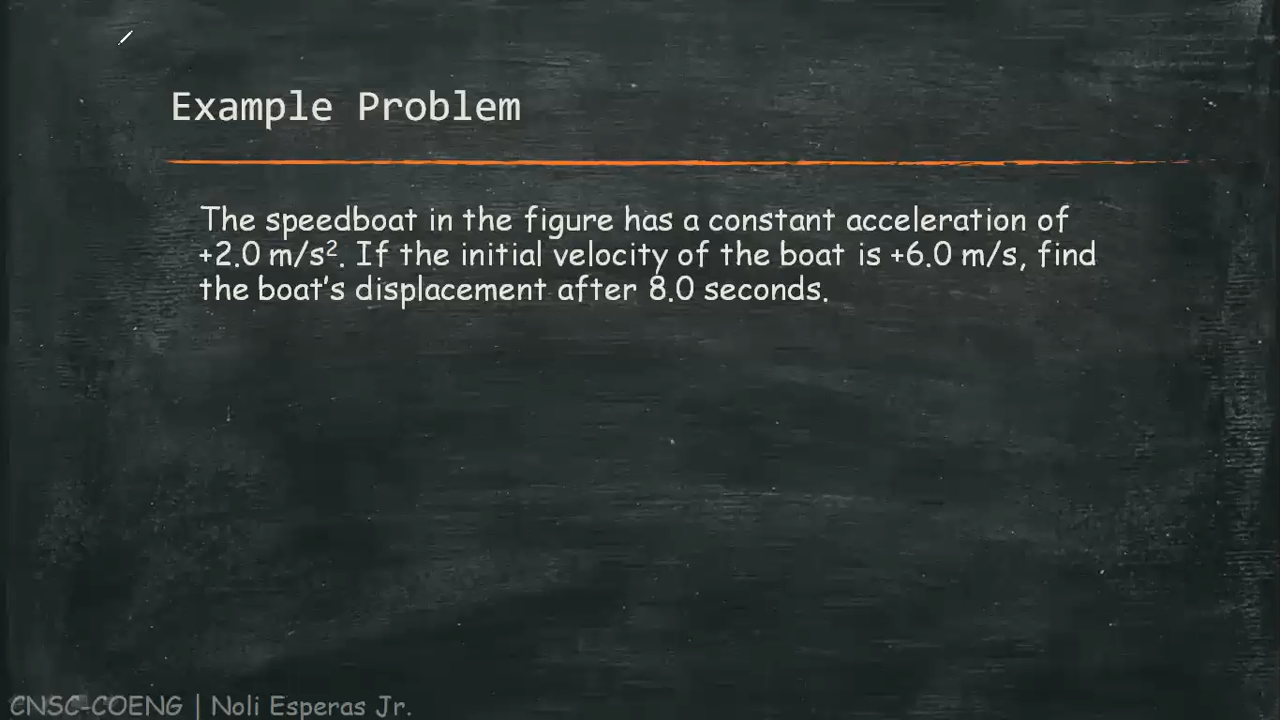 Example Problem
The speedboat in the figure has a constant acceleration of
+2.0 m/s². If the initial velocity of the boat is +6.0 m/s, find
the boat's displacement after 8.0 seconds.
CNSC-COENG | Noli Esperas Jr.